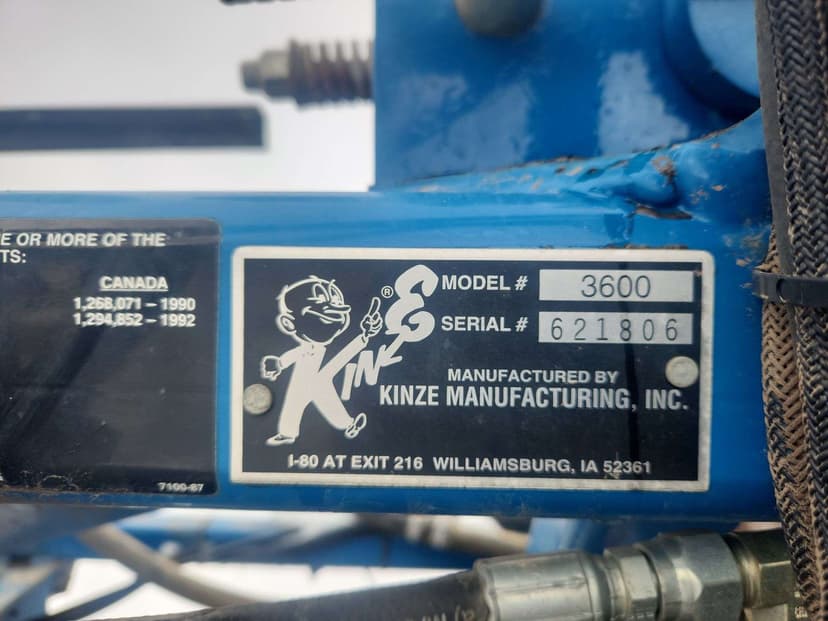 E OR MORE OF THE
TS:
CANADA
1,268,071 – 1990
1,294,852 – 1992
7100-87
KINZE ®
MODEL # 3600
SERIAL # 621806
MANUFACTURED BY
KINZE MANUFACTURING, INC.
I-80 AT EXIT 216 WILLIAMSBURG, IA 52361